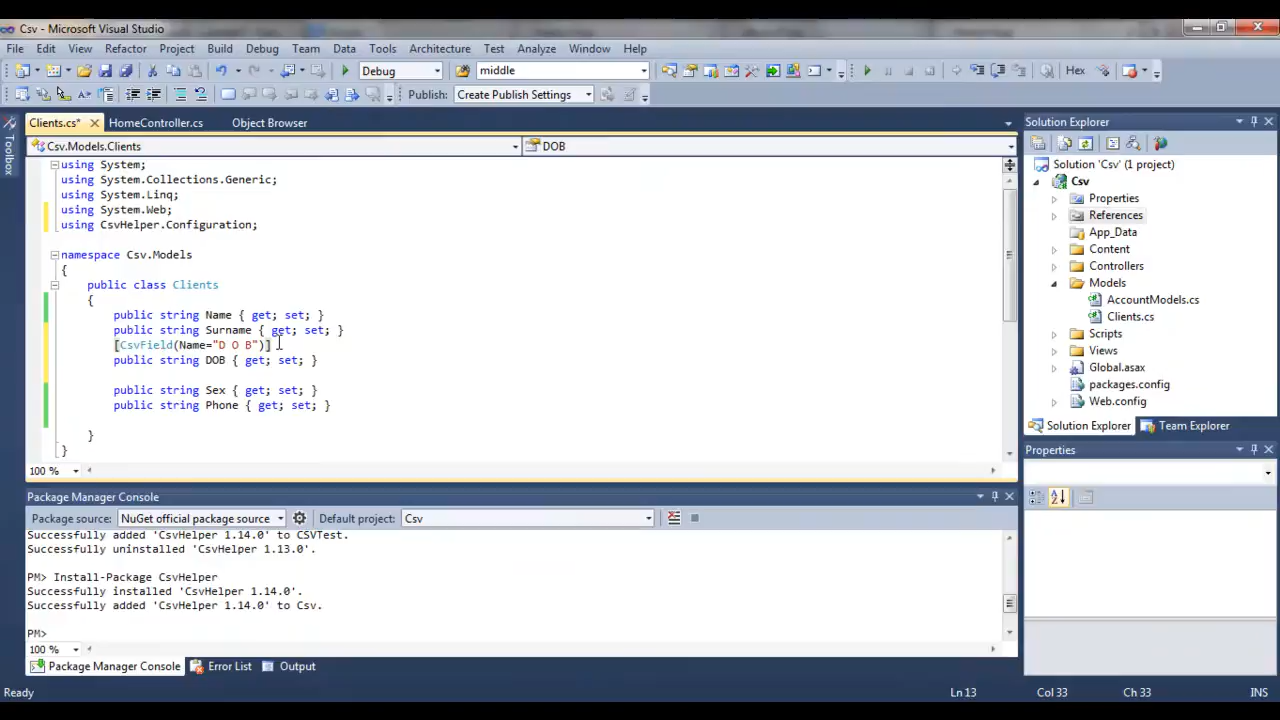 Csv - Microsoft Visual Studio
File Edit View Refactor Project Build Debug Team Data Tools Architecture Test Analyze Window Help
Debug middle Hex
Publish: Create Publish Settings
Toolbox
Clients.cs* HomeController.cs Object Browser
Csv.Models.Clients DOB
using System;
using System.Collections.Generic;
using System.Linq;
using System.Web;
using CsvHelper.Configuration;
namespace Csv.Models
{
public class Clients
{
public string Name { get; set; }
public string Surname { get; set; }
[CsvField(Name="D O B")]
public string DOB { get; set; }
public string Sex { get; set; }
public string Phone { get; set; }
}
}
100 %
Solution Explorer
Solution 'Csv' (1 project)
Csv
Properties
References
App_Data
Content
Controllers
Models
AccountModels.cs
Clients.cs
Scripts
Views
Global.asax
packages.config
Web.config
Solution Explorer Team Explorer
Properties
Package Manager Console
Package source: NuGet official package source Default project: Csv
Successfully added 'CsvHelper 1.14.0' to CSVTest.
Successfully uninstalled 'CsvHelper 1.13.0'.
PM> Install-Package CsvHelper
Successfully installed 'CsvHelper 1.14.0'.
Successfully added 'CsvHelper 1.14.0' to Csv.
PM>
100 %
Package Manager Console Error List Output
Ready Ln 13 Col 33 Ch 33 INS